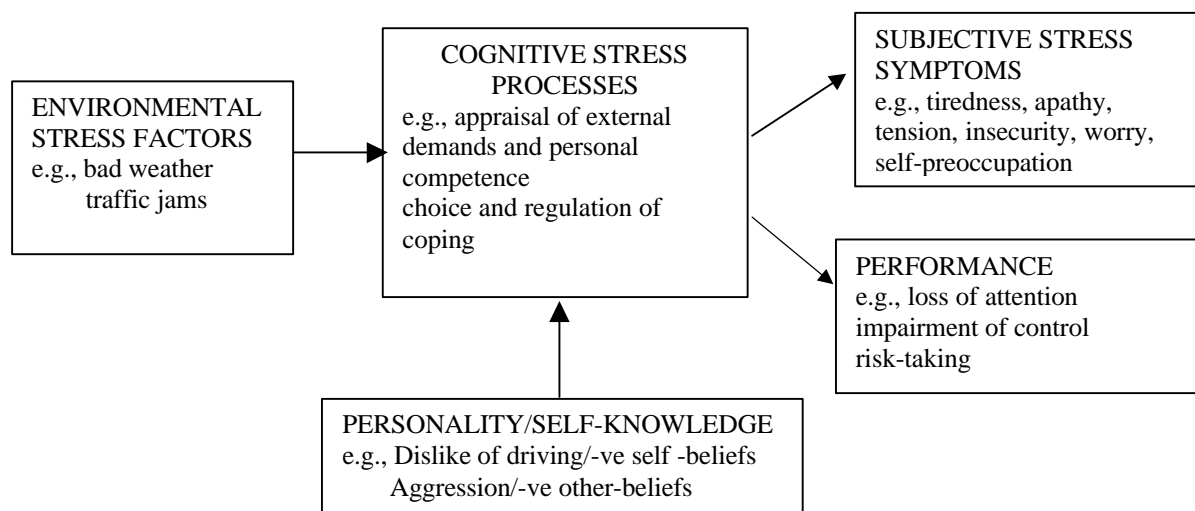 ENVIRONMENTAL
STRESS FACTORS
e.g., bad weather
traffic jams
COGNITIVE STRESS
PROCESSES
e.g., appraisal of external
demands and personal
competence
choice and regulation of
coping
SUBJECTIVE STRESS
SYMPTOMS
e.g., tiredness, apathy,
tension, insecurity, worry,
self-preoccupation
PERFORMANCE
e.g., loss of attention
impairment of control
risk-taking
PERSONALITY/SELF-KNOWLEDGE
e.g., Dislike of driving/-ve self -beliefs
Aggression/-ve other-beliefs